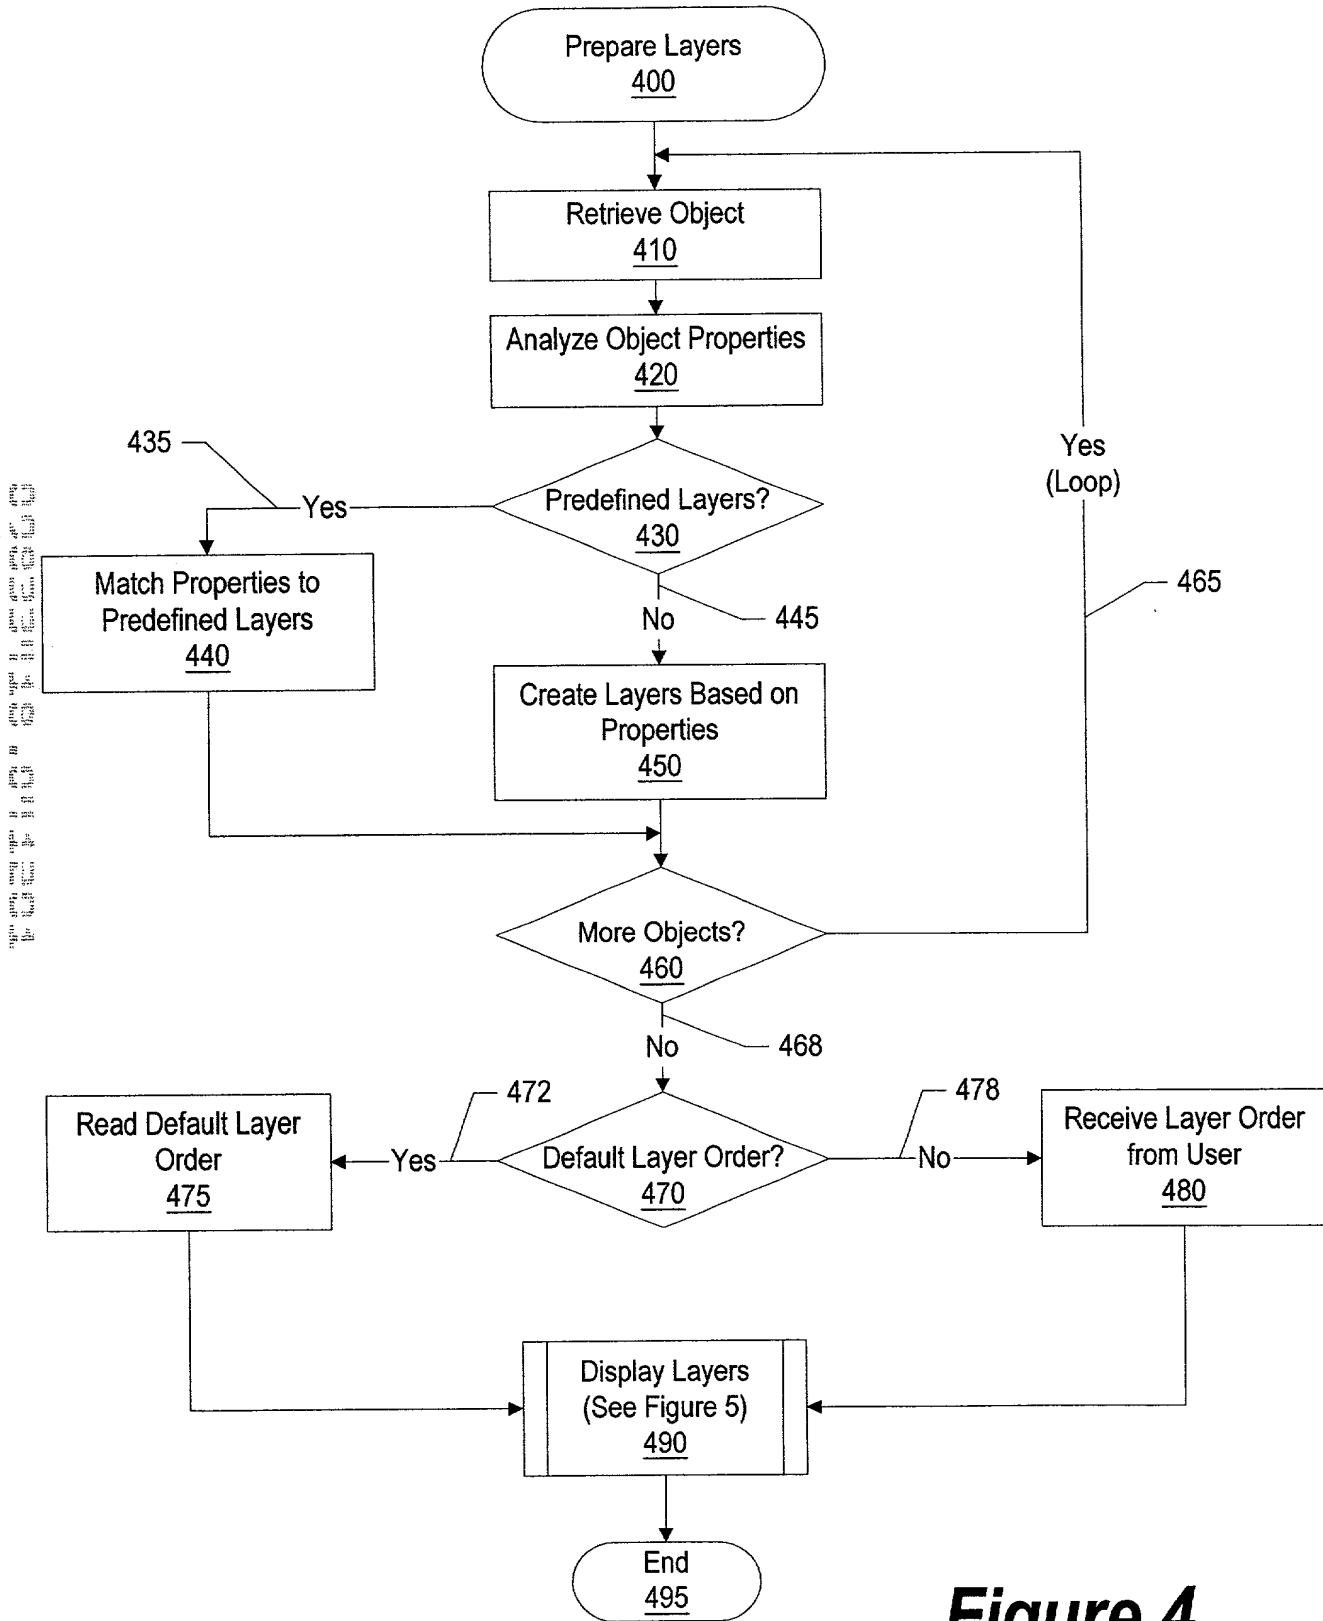 Prepare Layers
400
Retrieve Object
410
Analyze Object Properties
420
435
Yes
Predefined Layers?
430
Yes
(Loop)
Match Properties to
Predefined Layers
440
445
No
465
Create Layers Based on
Properties
450
More Objects?
460
No
468
472
478
Read Default Layer
Order
475
Yes
Default Layer Order?
470
No
Receive Layer Order
from User
480
Display Layers
(See Figure 5)
490
End
495
Figure 4